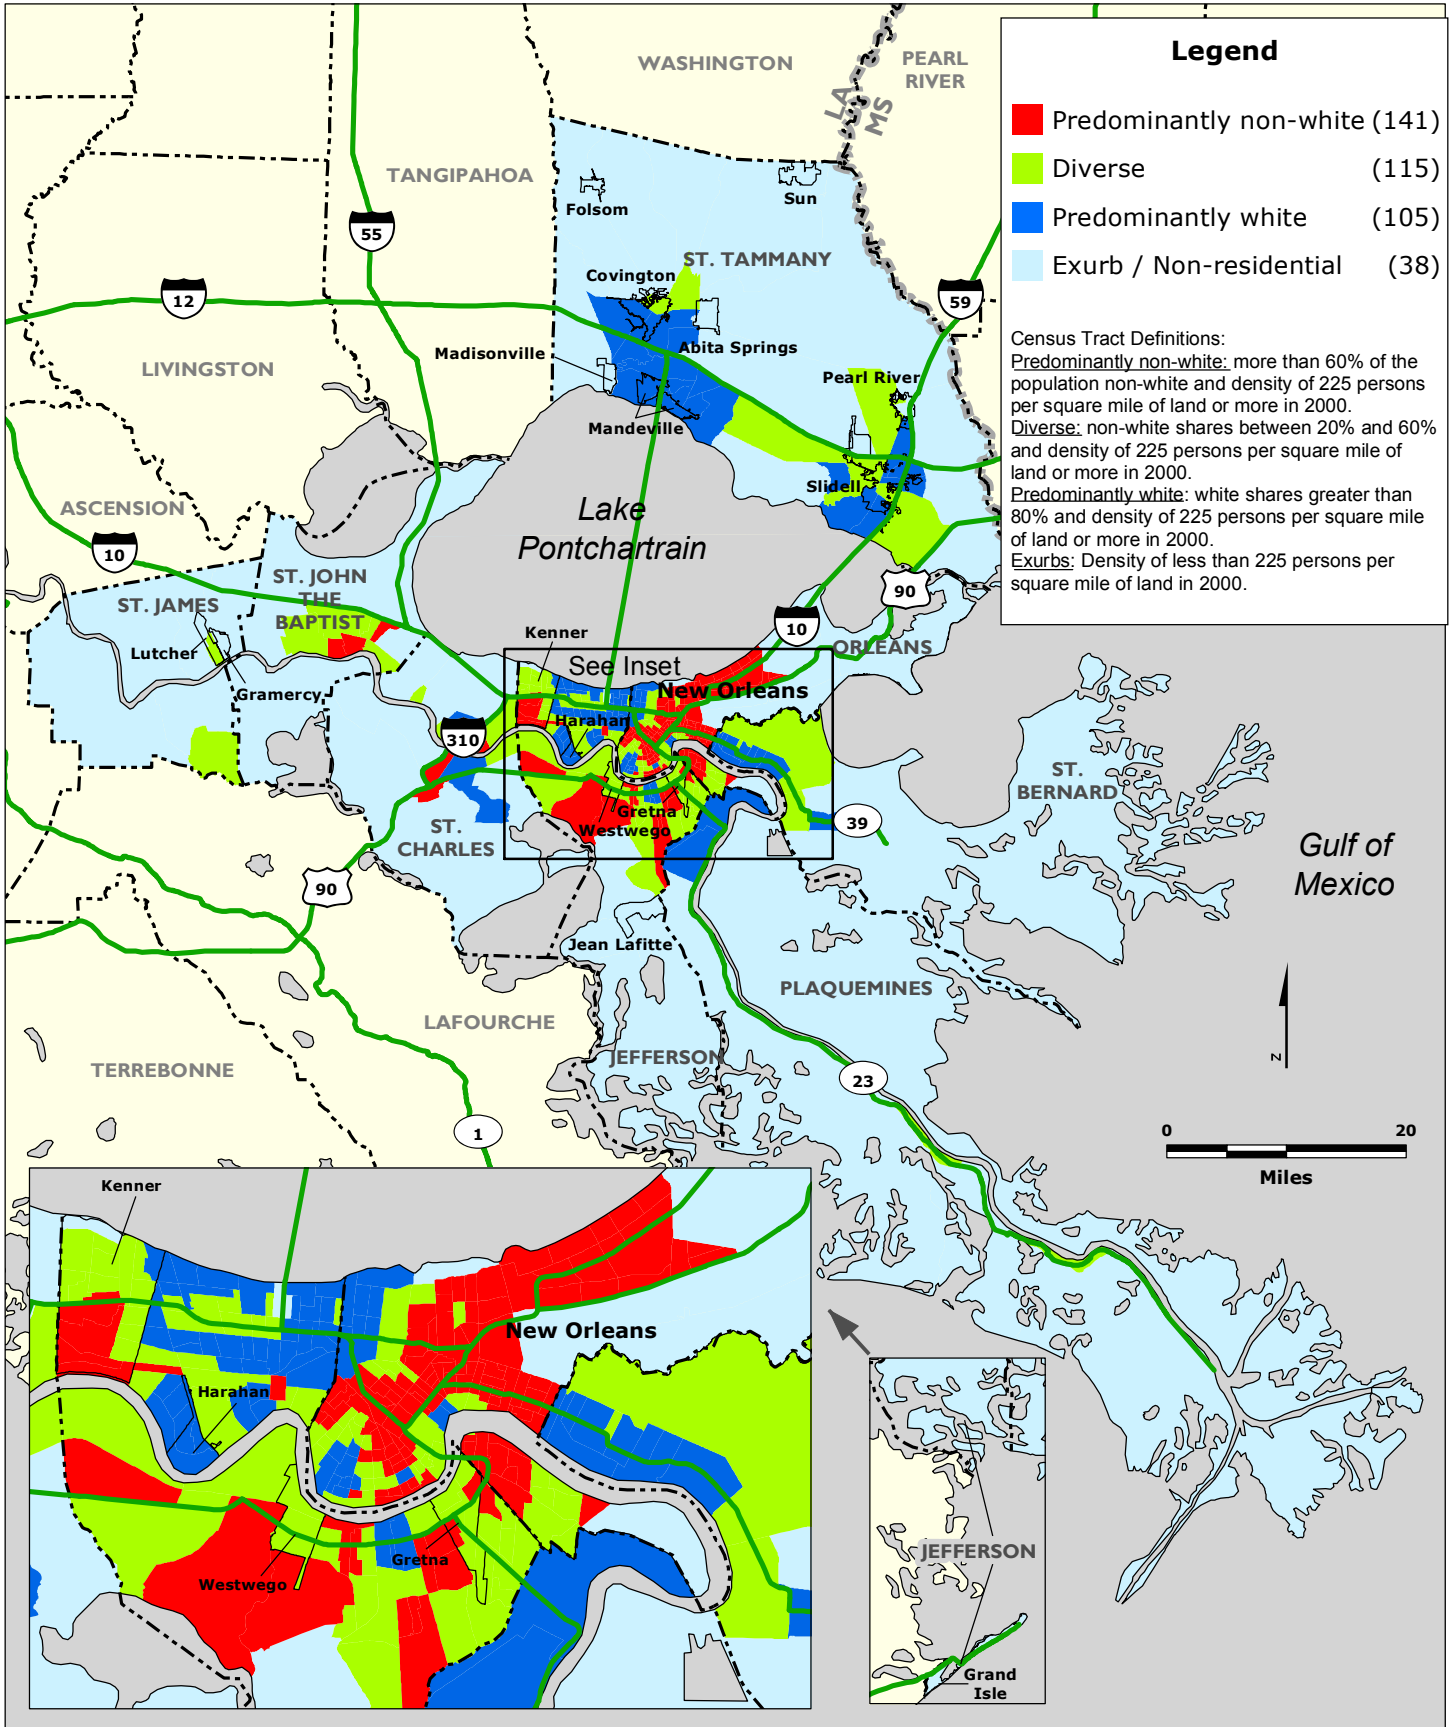 WASHINGTON
PEARL
RIVER
LA
MS
Legend
Predominantly non-white (141)
Diverse (115)
Predominantly white (105)
Exurb / Non-residential (38)
Census Tract Definitions:
Predominantly non-white: more than 60% of the
population non-white and density of 225 persons
per square mile of land or more in 2000.
Diverse: non-white shares between 20% and 60%
and density of 225 persons per square mile of
land or more in 2000.
Predominantly white: white shares greater than
80% and density of 225 persons per square mile
of land or more in 2000.
Exurbs: Density of less than 225 persons per
square mile of land in 2000.
TANGIPAHOA
Folsom
Sun
55
ST. TAMMANY
Covington
12
59
Abita Springs
Madisonville
LIVINGSTON
Pearl River
Mandeville
Slidell
ASCENSION
Lake
Pontchartrain
10
ST. JOHN
THE
BAPTIST
90
ST. JAMES
10
Kenner
ORLEANS
Lutcher
See Inset
Gramercy
New Orleans
Harahan
310
ST.
BERNARD
Gretna
Westwego
39
ST.
CHARLES
Gulf of
Mexico
90
Jean Lafitte
PLAQUEMINES
LAFOURCHE
JEFFERSON
TERREBONNE
N
23
1
0 20
Miles
Kenner
New Orleans
Harahan
Gretna
Westwego
JEFFERSON
Grand
Isle